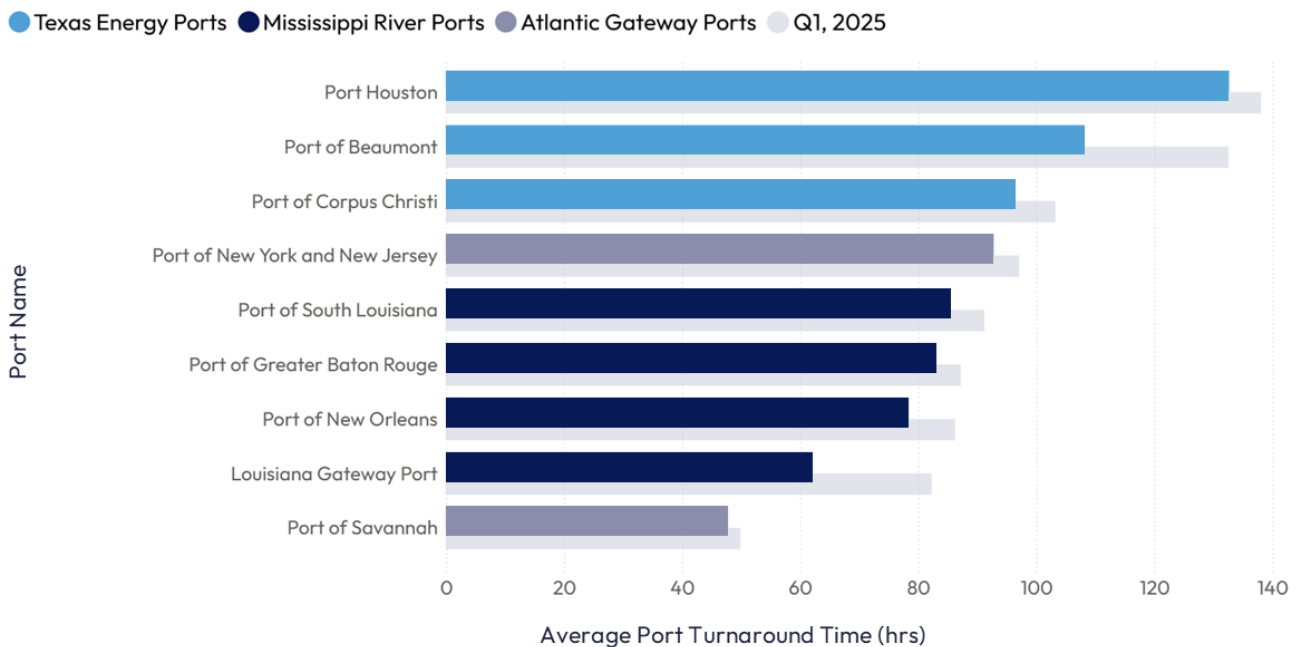 Texas Energy Ports Mississippi River Ports Atlantic Gateway Ports Q1, 2025
Port Name
Port Houston
Port of Beaumont
Port of Corpus Christi
Port of New York and New Jersey
Port of South Louisiana
Port of Greater Baton Rouge
Port of New Orleans
Louisiana Gateway Port
Port of Savannah
0 20 40 60 80 100 120 140
Average Port Turnaround Time (hrs)